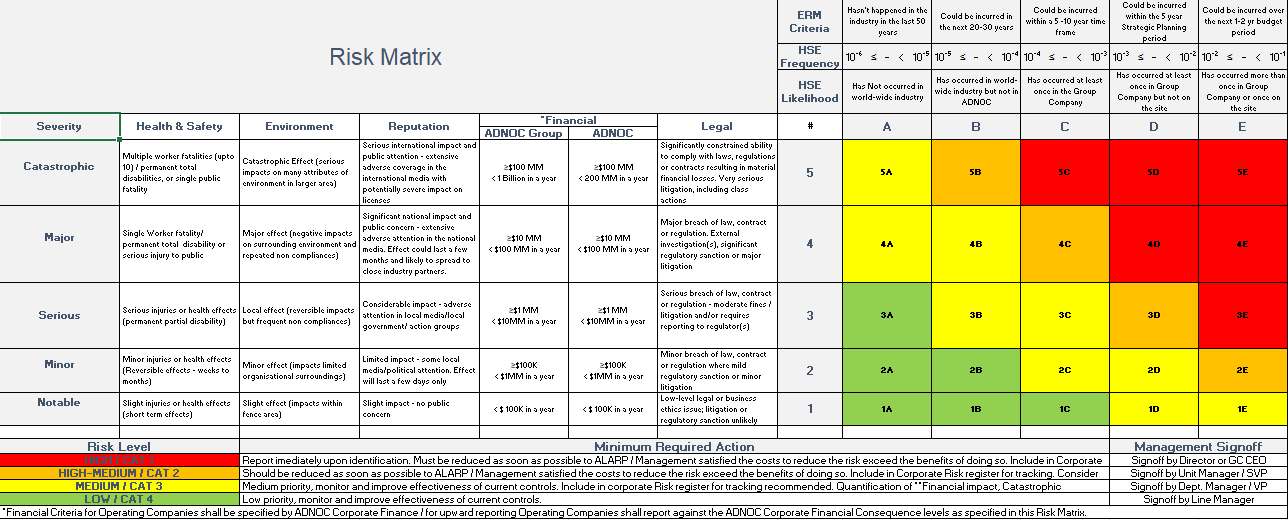 Risk Matrix
ERM Criteria
Hasn't happened in the industry in the last 50 years
Could be incurred in the next 20-30 years
Could be incurred within a 5 -10 year time frame
Could be incurred within the 5 year Strategic Planning period
Could be incurred over the next 1-2 yr budget period
HSE Frequency
10⁻⁶ ≤ - < 10⁻⁵
10⁻⁵ ≤ - < 10⁻⁴
10⁻⁴ ≤ - < 10⁻³
10⁻³ ≤ - < 10⁻²
10⁻² ≤ - < 10⁻¹
HSE Likelihood
Has Not occurred in world-wide industry
Has occurred in world-wide industry but not in ADNOC
Has occurred at least once in the Group Company
Has occurred at least once in Group Company but not on the site
Has occurred more than once in Group Company or once on the site
Severity
Health & Safety
Environment
Reputation
*Financial
ADNOC Group
ADNOC
Legal
#
A
B
C
D
E
Catastrophic
Multiple worker fatalities (upto 10) / permanent total disabilities, or single public fatality
Catastrophic Effect (serious impacts on many attributes of environment in larger area)
Serious international impact and public attention - extensive adverse coverage in the international media with potentially severe impact on licenses
≥$100 MM
< 1 Billion in a year
≥$100 MM
< 200 MM in a year
Significantly constrained ability to comply with laws, regulations or contracts resulting in material financial losses. Very serious litigation, including class actions
5
5A
5B
5C
5D
5E
Major
Single Worker fatality/ permanent total disability or serious injury to public
Major effect (negative impacts on surrounding environment and repeated non compliances)
Significant national impact and public concern - extensive adverse attention in the national media. Effect could last a few months and likely to spread to close industry partners.
≥$10 MM
< $100 MM in a year
≥$10 MM
< $100 MM in a year
Major breach of law, contract or regulation. External investigation(s), significant regulatory sanction or major litigation
4
4A
4B
4C
4D
4E
Serious
Serious injuries or health effects (permanent partial disability)
Local effect (reversible impacts but frequent non compliances)
Considerable impact - adverse attention in local media/local government/ action groups
≥$1 MM
< $10MM in a year
≥$1 MM
< $10MM in a year
Serious breach of law, contract or regulation - moderate fines / litigation and/or requires reporting to regulator(s)
3
3A
3B
3C
3D
3E
Minor
Minor injuries or health effects (Reversible effects - weeks to months)
Minor effect (impacts limited organisational surroundings)
Limited impact - some local media/political attention. Effect will last a few days only
≥$100K
< $1MM in a year
≥$100K
< $1MM in a year
Minor breach of law, contract or regulation where mild regulatory sanction or minor litigation
2
2A
2B
2C
2D
2E
Notable
Slight injuries or health effects (short term effects)
Slight effect (impacts within fence area)
Slight impact - no public concern
< $ 100K in a year
< $ 100K in a year
Low-level legal or business ethics issue; litigation or regulatory sanction unlikely
1
1A
1B
1C
1D
1E
Risk Level
Minimum Required Action
Management Signoff
HIGH / CAT 1
Report imediately upon identification. Must be reduced as soon as possible to ALARP / Management satisfied the costs to reduce the risk exceed the benefits of doing so. Include in Corporate
Signoff by Director or GC CEO
HIGH-MEDIUM / CAT 2
Should be reduced as soon as possible to ALARP / Management satisfied the costs to reduce the risk exceed the benefits of doing so. Include in Corporate Risk register for tracking. Consider
Signoff by Unit Manager / SVP
MEDIUM / CAT 3
Medium priority, monitor and improve effectiveness of current controls. Include in corporate Risk register for tracking recommended. Quantification of **Financial impact, Catastrophic
Signoff by Dept. Manager / VP
LOW / CAT 4
Low priority, monitor and improve effectiveness of current controls.
Signoff by Line Manager
*Financial Criteria for Operating Companies shall be specified by ADNOC Corporate Finance / for upward reporting Operating Companies shall report against the ADNOC Corporate Financial Consequence levels as specified in this Risk Matrix.